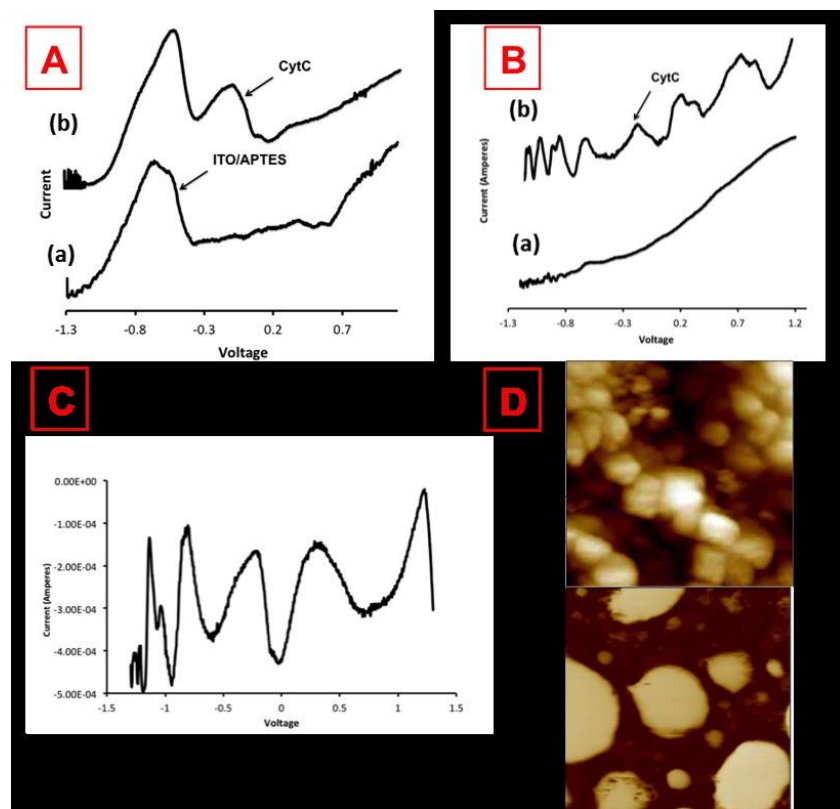 A
(b)
CytC
ITO/APTES
(a)
Current
-1.3 -0.8 -0.3 0.2 0.7
Voltage
B
(b)
CytC
(a)
Current (Amperes)
-1.3 -0.8 -0.3 0.2 0.7 1.2
Voltage
C
0.00E+00
-1.00E-04
-2.00E-04
-3.00E-04
-4.00E-04
-5.00E-04
Current (Amperes)
-1.5 -1 -0.5 0 0.5 1 1.5
Voltage
D